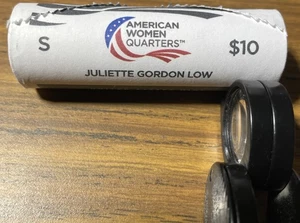 AMERICAN
WOMEN
QUARTERS™
S
$10
JULIETTE GORDON LOW